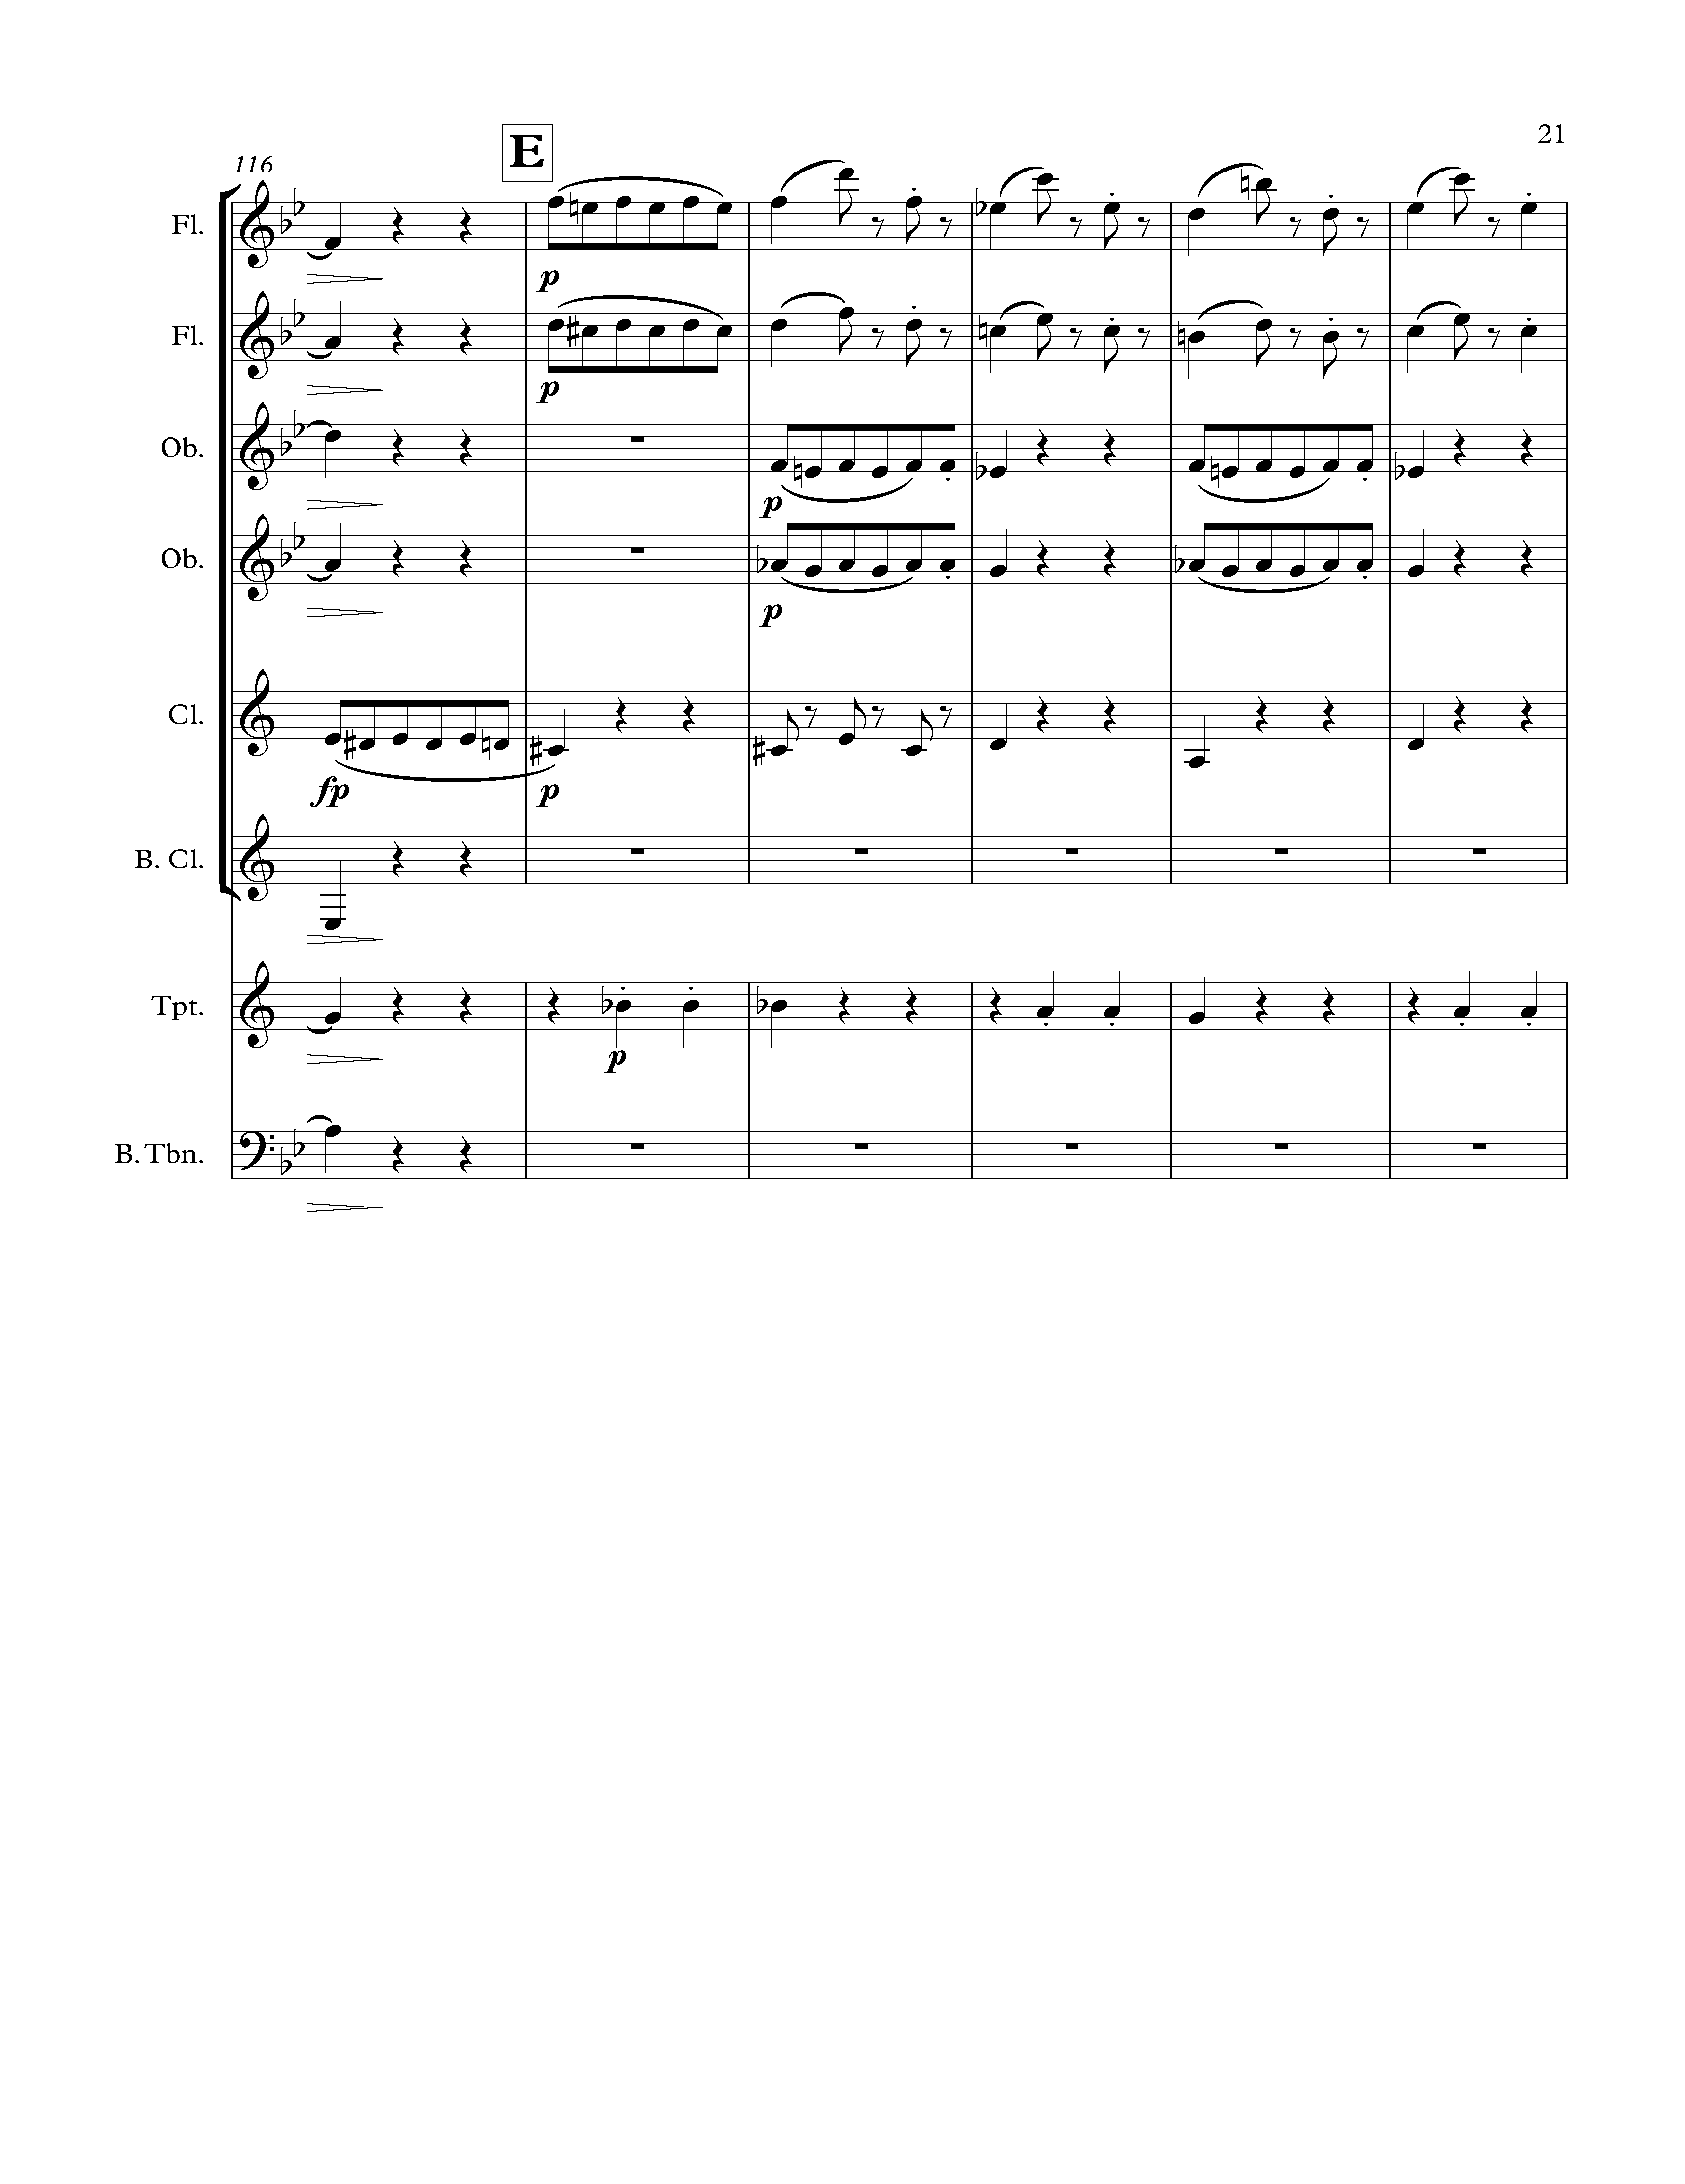 21
E
116
Fl.
p
Fl.
p
Ob.
p
Ob.
p
Cl.
fp p
B. Cl.
Tpt.
p
B. Tbn.